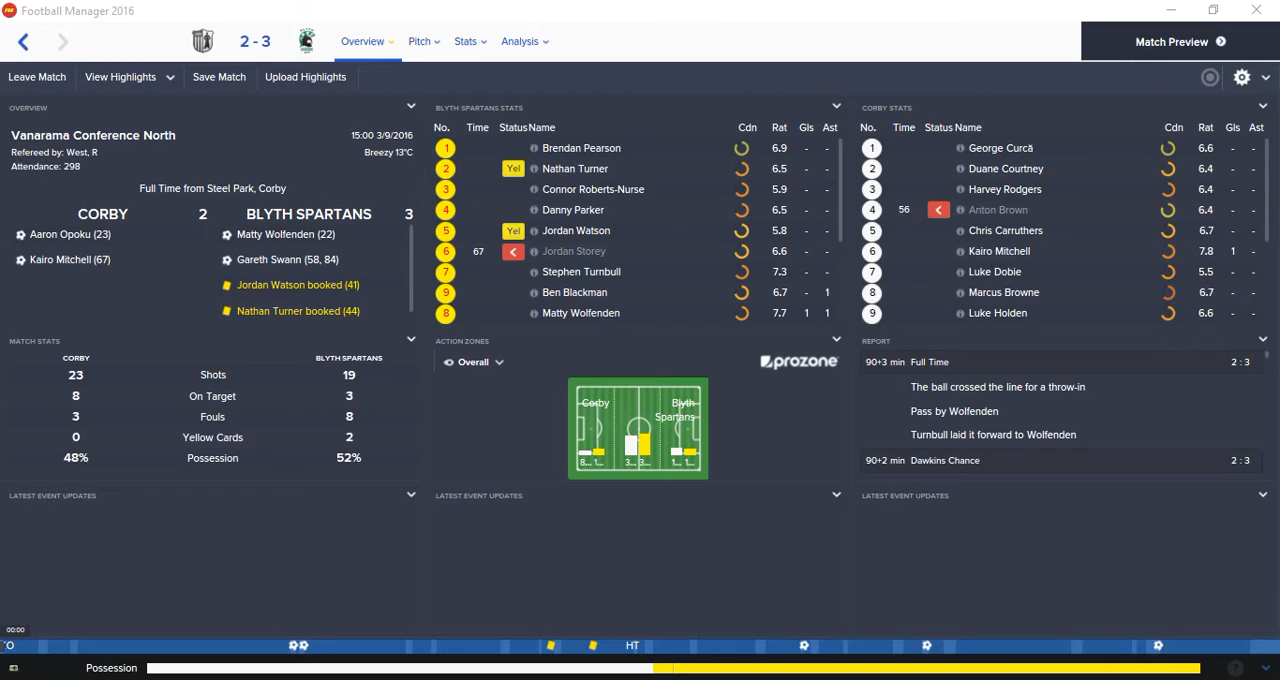 FM Football Manager 2016
2 - 3 Overview Pitch Stats Analysis Match Preview
Leave Match View Highlights Save Match Upload Highlights
OVERVIEW
Vanarama Conference North 15:00 3/9/2016
Refereed by: West, R Breezy 13°C
Attendance: 298
Full Time from Steel Park, Corby
CORBY 2 BLYTH SPARTANS 3
Aaron Opoku (23) Matty Wolfenden (22)
Kairo Mitchell (67) Gareth Swann (58, 84)
Jordan Watson booked (41)
Nathan Turner booked (44)
BLYTH SPARTANS STATS
No. Time Status Name Cdn Rat Gls Ast
1 Brendan Pearson 6.9 - -
2 Yel Nathan Turner 6.5 - -
3 Connor Roberts-Nurse 5.9 - -
4 Danny Parker 6.5 - -
5 Yel Jordan Watson 5.8 - -
6 67 Jordan Storey 6.6 - -
7 Stephen Turnbull 7.3 - -
9 Ben Blackman 6.7 - 1
8 Matty Wolfenden 7.7 1 1
CORBY STATS
No. Time Status Name Cdn Rat Gls Ast
1 George Curcă 6.6 - -
2 Duane Courtney 6.4 - -
3 Harvey Rodgers 6.4 - -
4 56 Anton Brown 6.4 - -
5 Chris Carruthers 6.7 - -
6 Kairo Mitchell 7.8 1 -
7 Luke Dobie 5.5 - -
8 Marcus Browne 6.7 - -
9 Luke Holden 6.6 - -
MATCH STATS
CORBY BLYTH SPARTANS
23 Shots 19
8 On Target 3
3 Fouls 8
0 Yellow Cards 2
48% Possession 52%
ACTION ZONES
Overall prozone
Corby Blyth
Spartans
8... 1... 3... 3... 1... 1...
REPORT
90+3 min Full Time 2 : 3
The ball crossed the line for a throw-in
Pass by Wolfenden
Turnbull laid it forward to Wolfenden
90+2 min Dawkins Chance 2 : 3
LATEST EVENT UPDATES LATEST EVENT UPDATES LATEST EVENT UPDATES
00:00
HT
Possession